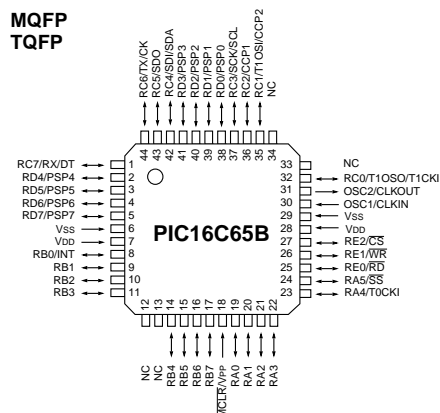 MQFP
TQFP
RC6/TX/CK
RC5/SDO
RC4/SDI/SDA
RD3/PSP3
RD2/PSP2
RD1/PSP1
RD0/PSP0
RC3/SCK/SCL
RC2/CCP1
RC1/T1OSI/CCP2
NC
44
43
42
41
40
39
38
37
36
35
34
RC7/RX/DT 1
RD4/PSP4 2
RD5/PSP5 3
RD6/PSP6 4
RD7/PSP7 5
VSS 6
VDD 7
RB0/INT 8
RB1 9
RB2 10
RB3 11
PIC16C65B
33 NC
32 RC0/T1OSO/T1CKI
31 OSC2/CLKOUT
30 OSC1/CLKIN
29 VSS
28 VDD
27 RE2/CS
26 RE1/WR
25 RE0/RD
24 RA5/SS
23 RA4/T0CKI
12
13
14
15
16
17
18
19
20
21
22
NC
NC
RB4
RB5
RB6
RB7
MCLR/VPP
RA0
RA1
RA2
RA3